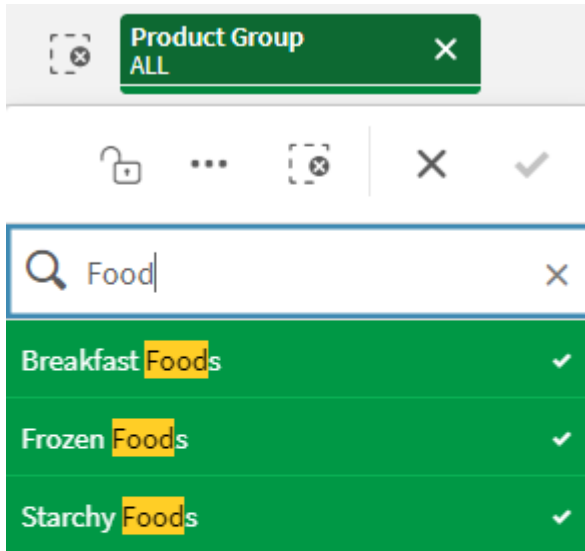 Product Group
ALL
Food
Breakfast Foods
Frozen Foods
Starchy Foods